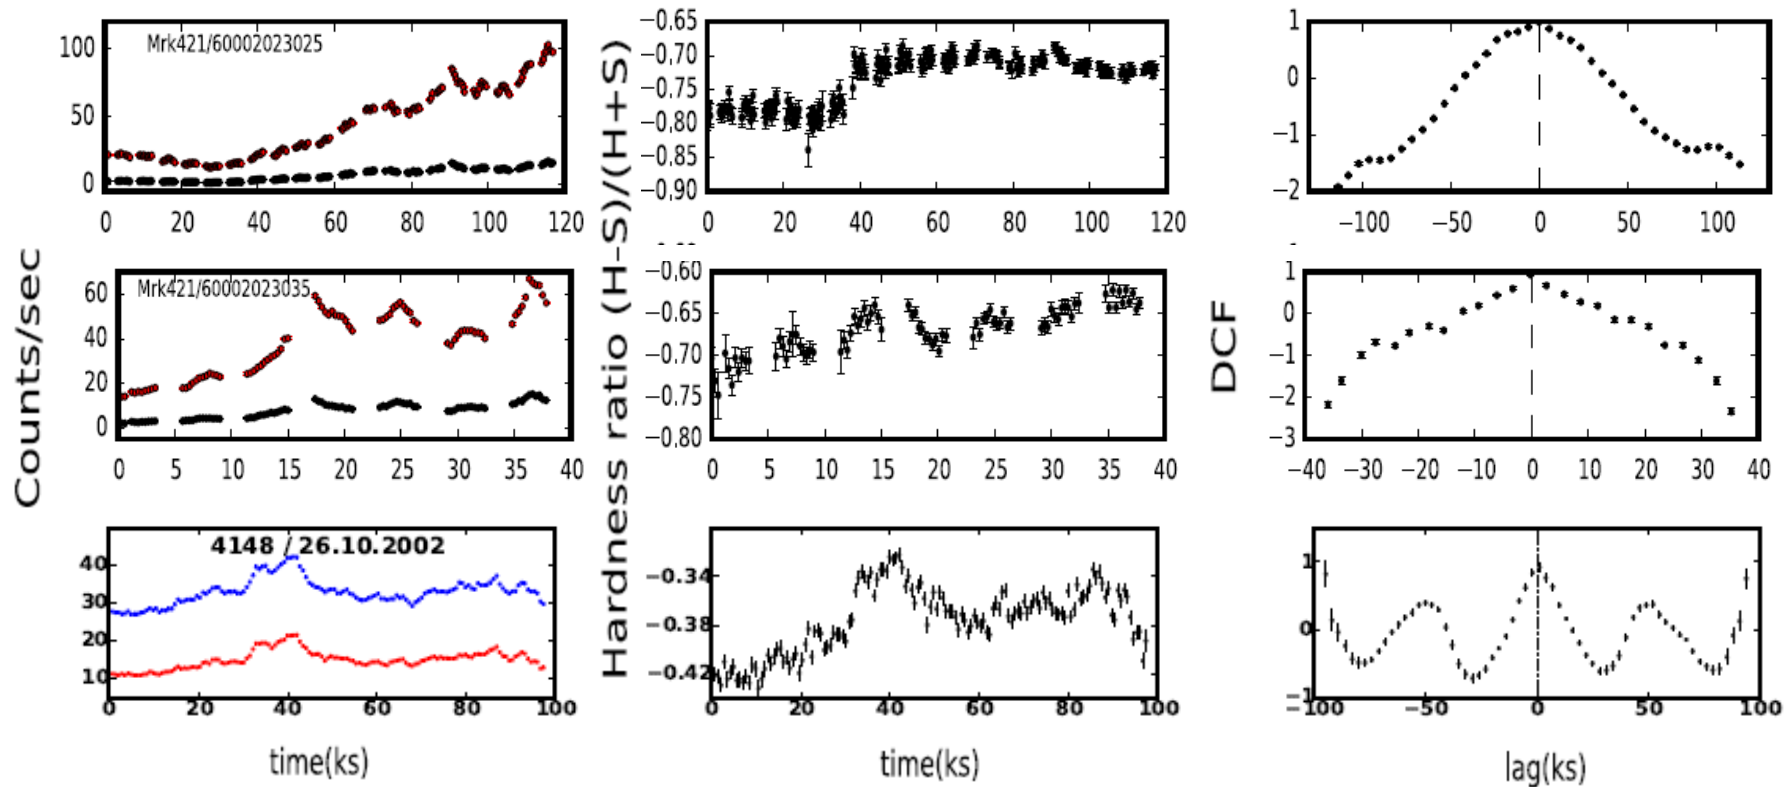 Counts/sec
Mrk421/60002023025
100
50
0
0 20 40 60 80 100 120
Hardness ratio (H-S)/(H+S)
−0.65
−0.70
−0.75
−0.80
−0.85
−0.90
0 20 40 60 80 100 120
DCF
1
0
−1
−2
−100 −50 0 50 100
Mrk421/60002023035
60
40
20
0
0 5 10 15 20 25 30 35 40
−0.60
−0.65
−0.70
−0.75
−0.80
0 5 10 15 20 25 30 35 40
1
0
−1
−2
−3
−40 −30 −20 −10 0 10 20 30 40
4148 / 26.10.2002
40
30
20
10
0 20 40 60 80 100
time(ks)
−0.34
−0.38
−0.42
0 20 40 60 80 100
time(ks)
1
0
−1
−100 −50 0 50 100
lag(ks)